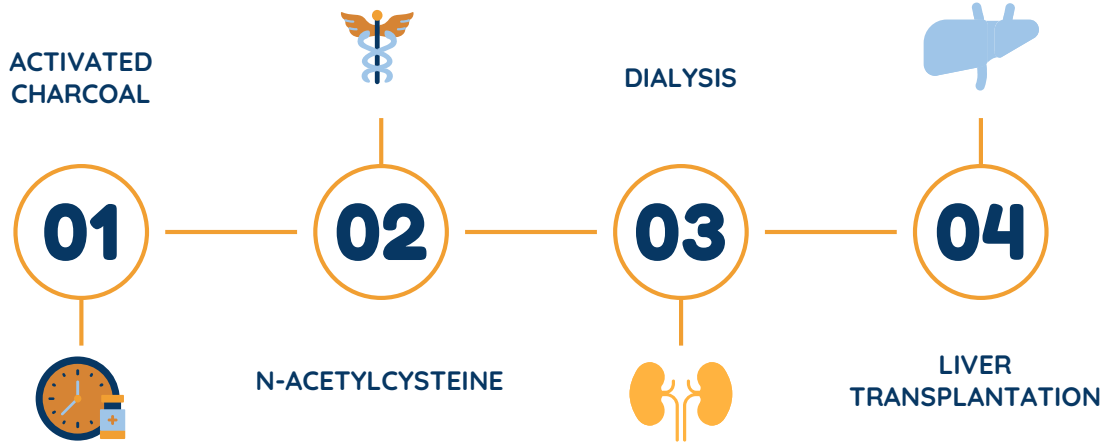 ACTIVATED
CHARCOAL
01
02
N-ACETYLCYSTEINE
DIALYSIS
03
04
LIVER
TRANSPLANTATION